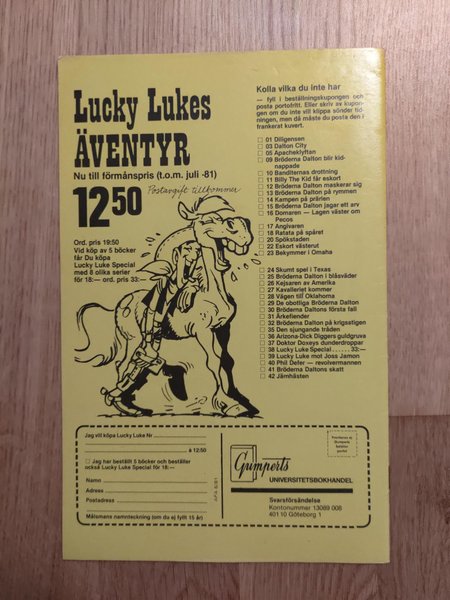 Lucky Lukes
ÄVENTYR
Nu till förmånspris (t.o.m. juli -81)
12 50
Postavgift tillkommer
Ord. pris 19:50
Vid köp av 5 böcker
får Du köpa
Lucky Luke Special
med 8 olika serier
för 18:— ord. pris 33:—
Kolla vilka du inte har
— fyll i beställningskupongen och
posta portofritt. Eller skriv av kupon-
gen om du inte vill klippa sönder tid-
ningen, men då måste du posta den i
frankerat kuvert.
01 Diligensen
03 Dalton City
05 Apacheklyftan
09 Bröderna Dalton blir kid-
nappade
10 Banditernas drottning
11 Billy The Kid får eskort
12 Bröderna Dalton maskerar sig
13 Bröderna Dalton på rymmen
14 Kampen på prärien
15 Bröderna Dalton jagar ett arv
16 Domaren — Lagen väster om
Pecos
17 Angivaren
18 Ratata på spåret
20 Spökstaden
22 Eskort västerut
23 Bekymmer i Omaha
24 Skumt spel i Texas
25 Bröderna Dalton i blåsväder
26 Kejsaren av Amerika
27 Kavalleriet kommer
28 Vägen till Oklahoma
29 De obotliga Bröderna Dalton
30 Bröderna Daltons första fall
31 Ärkefiender
32 Bröderna Dalton på krigsstigen
35 Den sjungande tråden
36 Arizona-Dick Diggers guldgruva
37 Doktor Doxeys dunderdroppar
38 Lucky Luke Special......33:—
39 Lucky Luke mot Joss Jamon
40 Phil Defer — revolvermannen
41 Bröderna Daltons skatt
42 Järnhästen
Jag vill köpa Lucky Luke Nr
à 12:50
Jag har beställt 5 böcker och beställer
också Lucky Luke Special för 18:—
Namn
Adress
Postadress
Målsmans namnteckning (om du ej fyllt 15 år)
Frankeras ej
Gumperts
betalar
portot
Gumperts
UNIVERSITETSBOKHANDEL
Svarsförsändelse
Kontonummer 13089 008
401 10 Göteborg 1